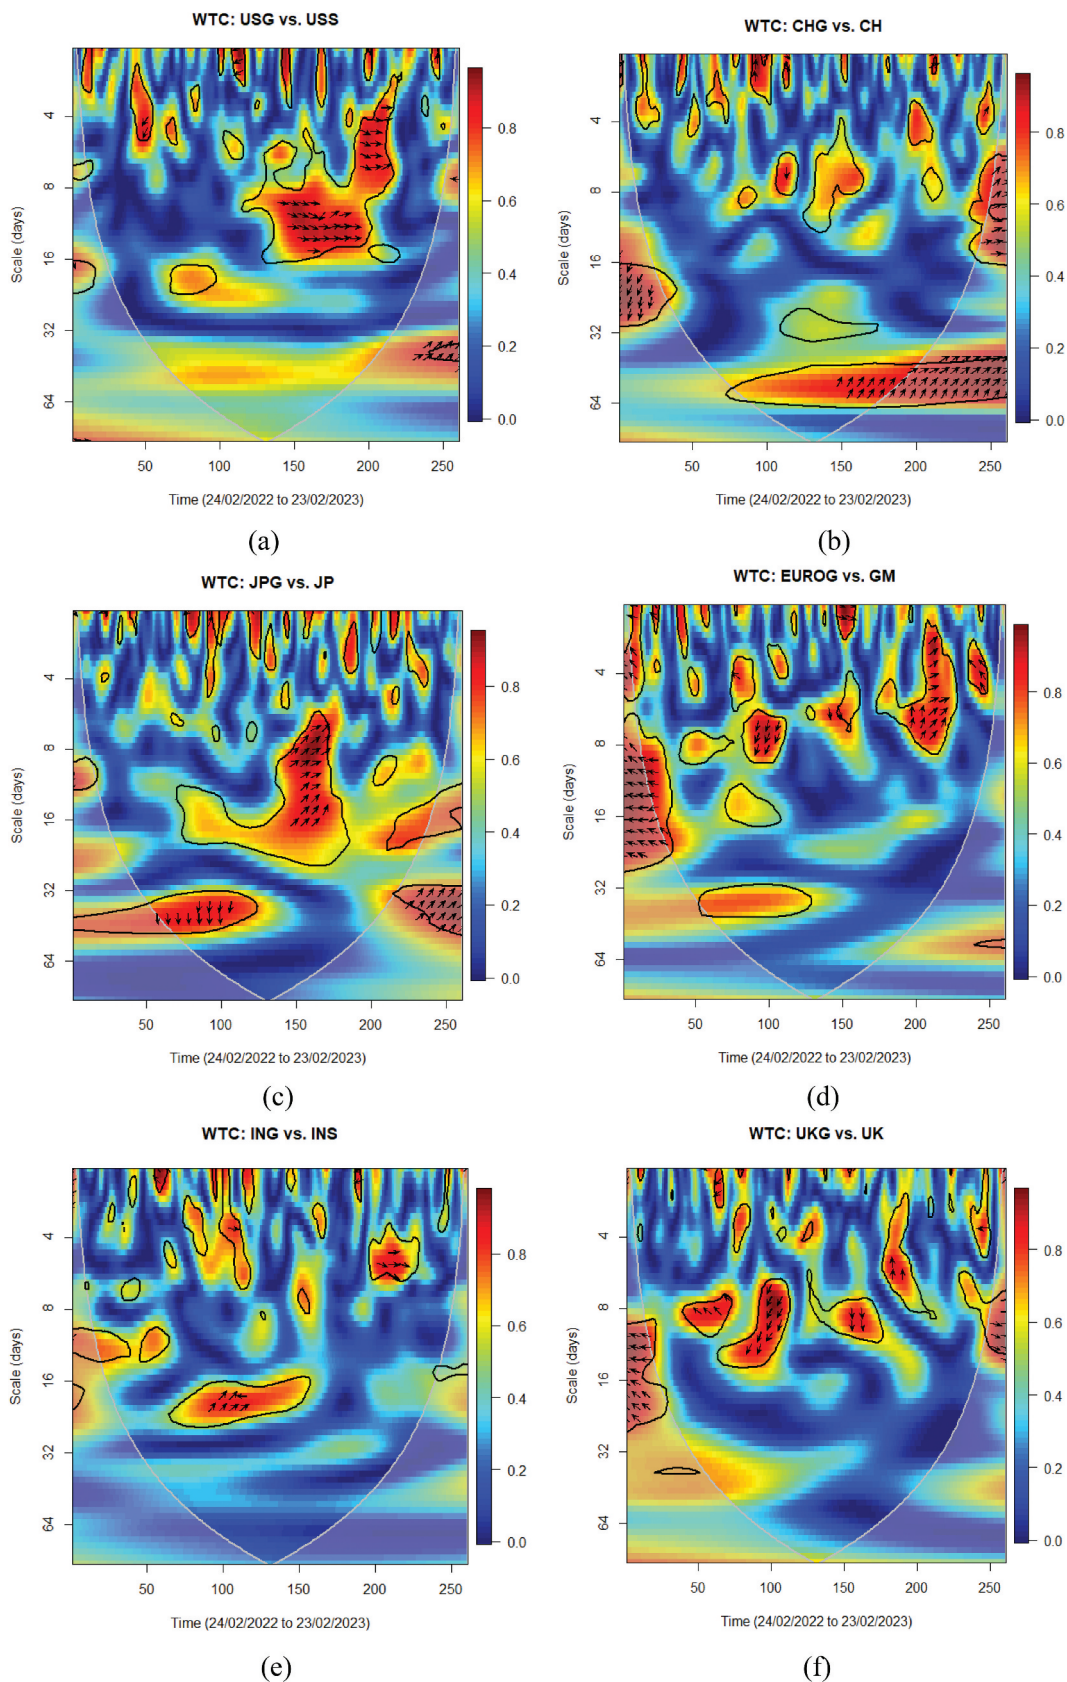 WTC: USG vs. USS
Scale (days)
4
8
16
32
64
50 100 150 200 250
0.8
0.6
0.4
0.2
0.0
Time (24/02/2022 to 23/02/2023)
(a)
WTC: CHG vs. CH
Scale (days)
4
8
16
32
64
50 100 150 200 250
0.8
0.6
0.4
0.2
0.0
Time (24/02/2022 to 23/02/2023)
(b)
WTC: JPG vs. JP
Scale (days)
4
8
16
32
64
50 100 150 200 250
0.8
0.6
0.4
0.2
0.0
Time (24/02/2022 to 23/02/2023)
(c)
WTC: EUROG vs. GM
Scale (days)
4
8
16
32
64
50 100 150 200 250
0.8
0.6
0.4
0.2
0.0
Time (24/02/2022 to 23/02/2023)
(d)
WTC: ING vs. INS
Scale (days)
4
8
16
32
64
50 100 150 200 250
0.8
0.6
0.4
0.2
0.0
Time (24/02/2022 to 23/02/2023)
(e)
WTC: UKG vs. UK
Scale (days)
4
8
16
32
64
50 100 150 200 250
0.8
0.6
0.4
0.2
0.0
Time (24/02/2022 to 23/02/2023)
(f)